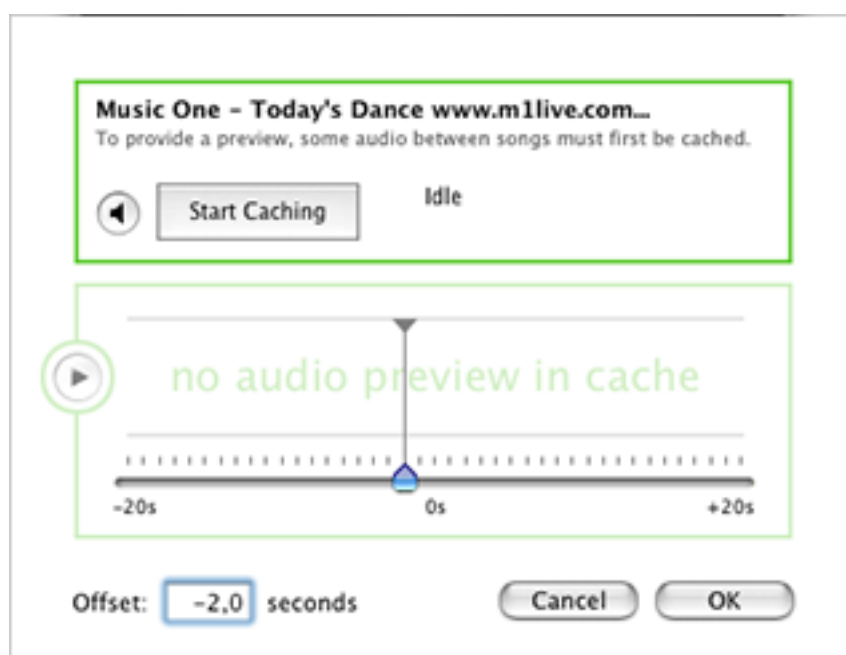 Music One – Today's Dance www.m1live.com...
To provide a preview, some audio between songs must first be cached.
Start Caching
Idle
no audio preview in cache
-20s 0s +20s
Offset: -2,0 seconds
Cancel OK